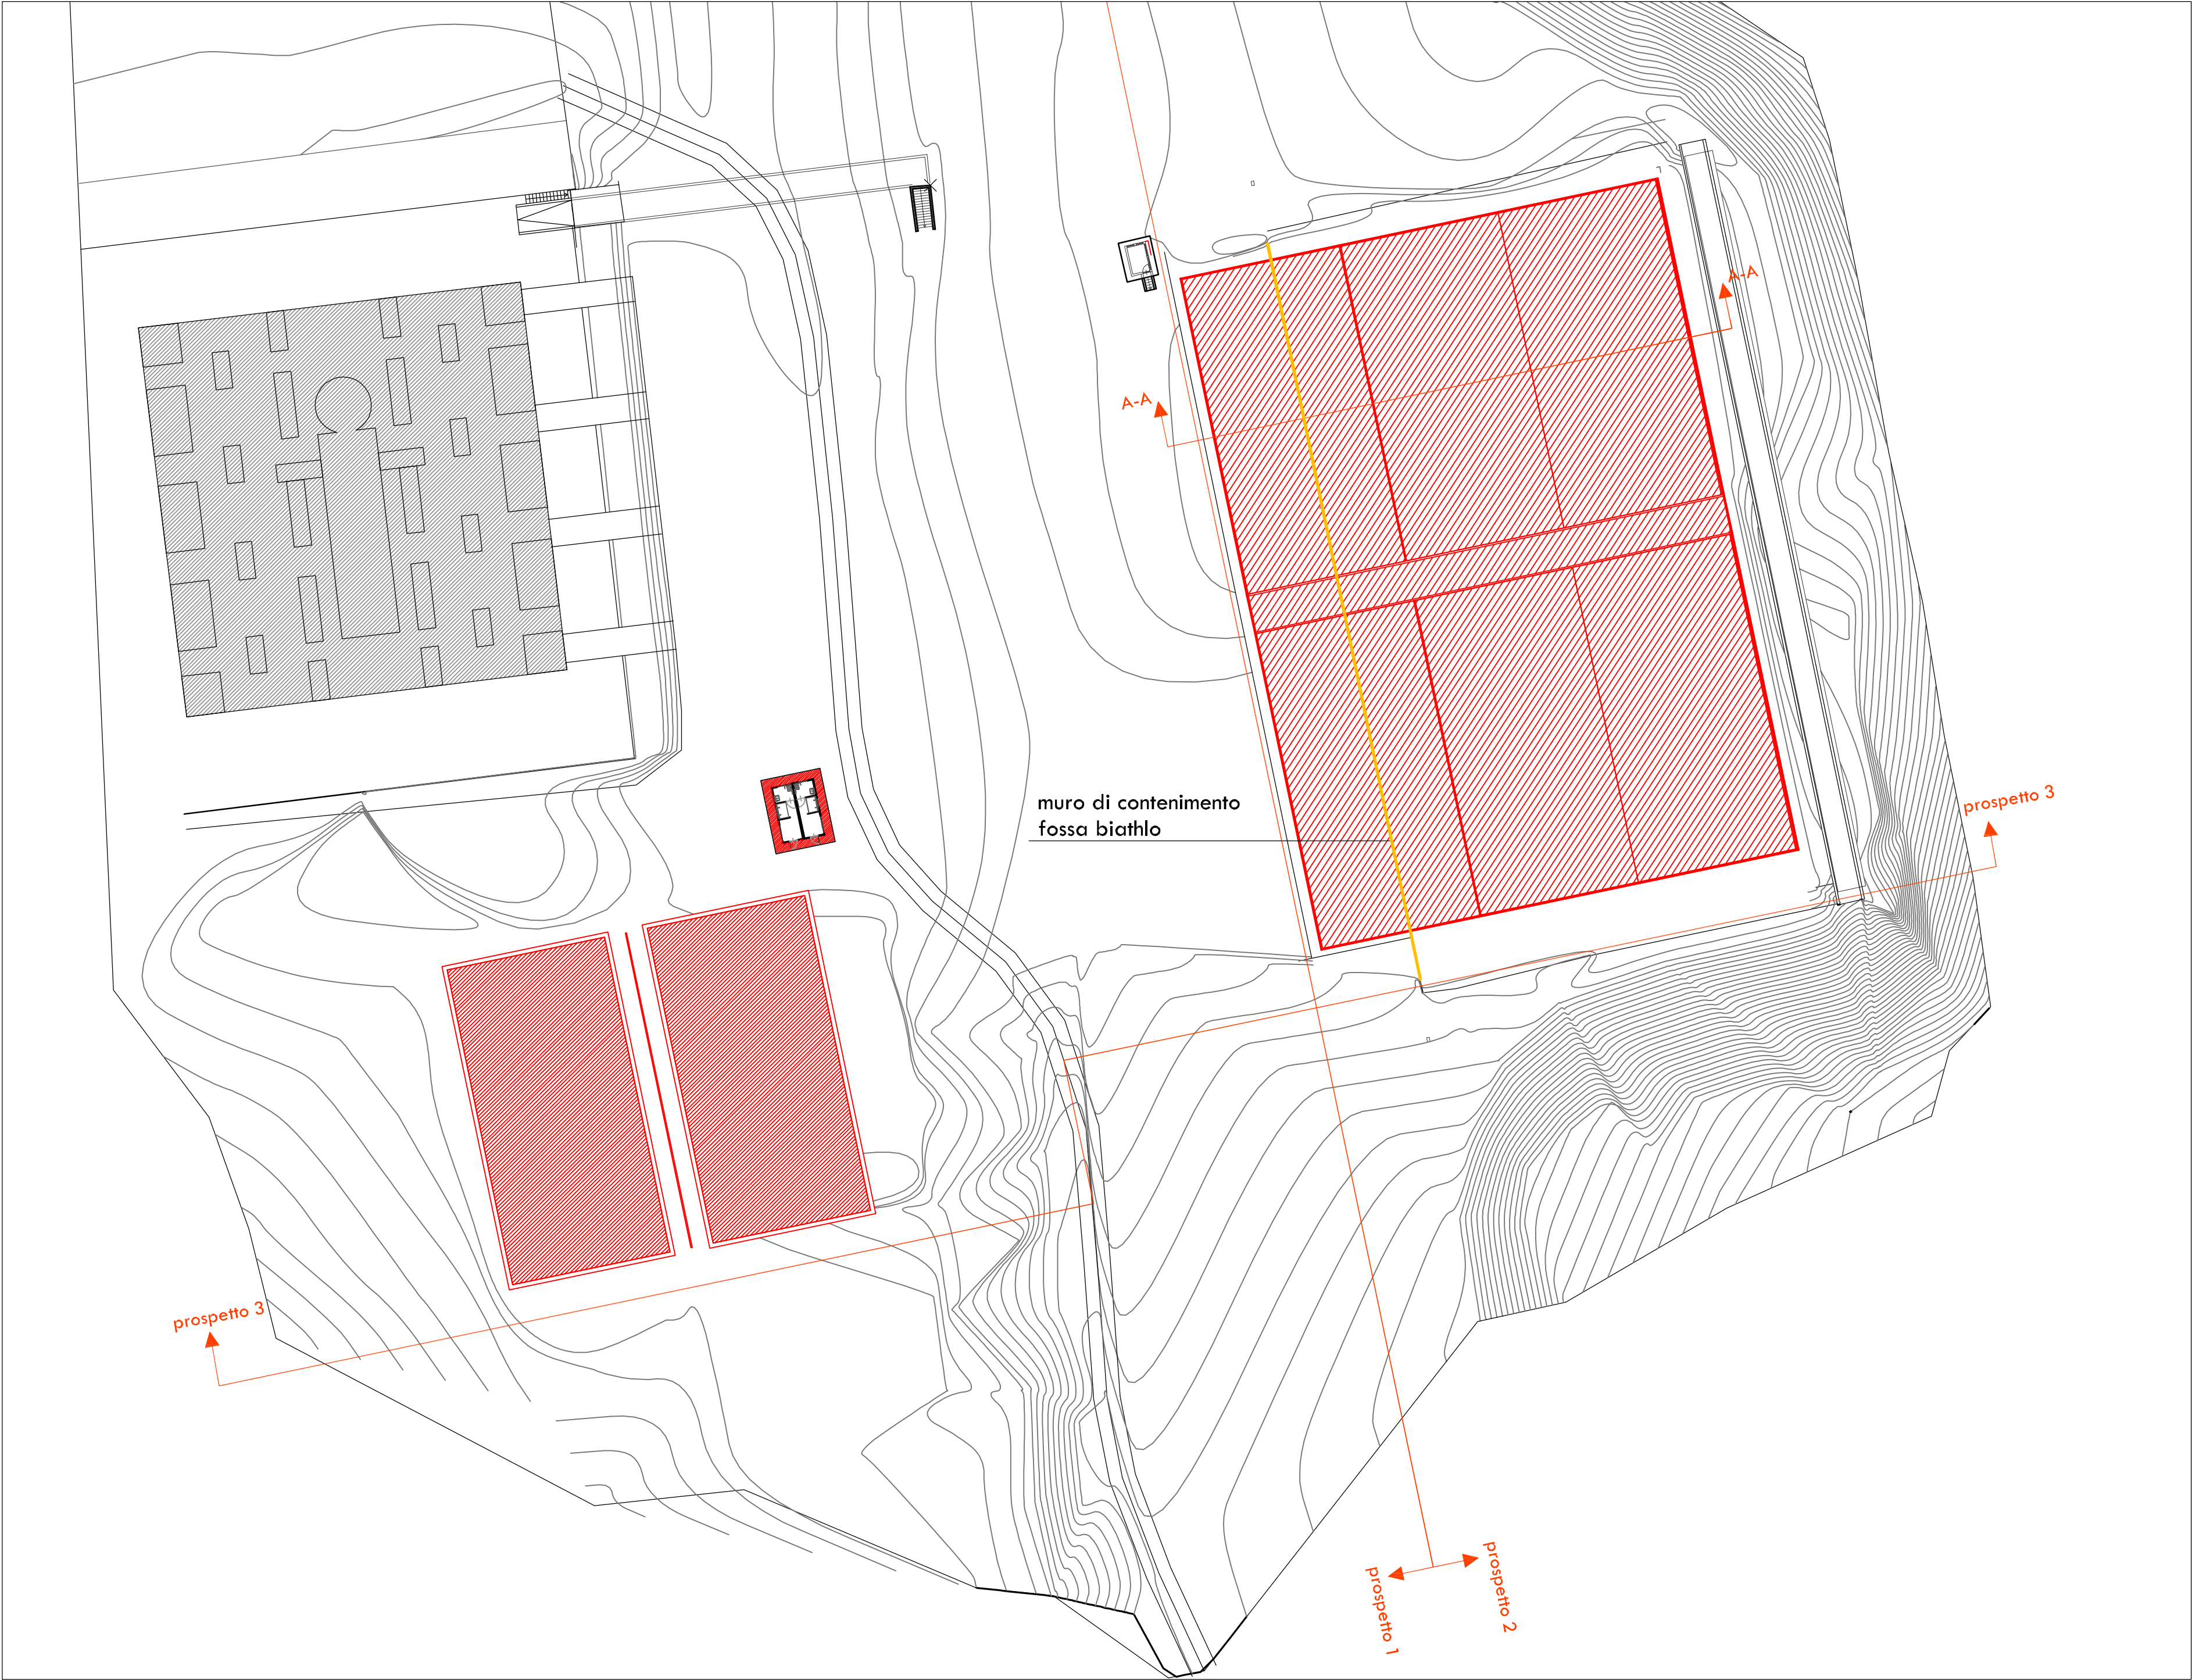 A-A
A-A
muro di contenimento
fossa biathlo
prospetto 3
prospetto 3
prospetto 1
prospetto 2